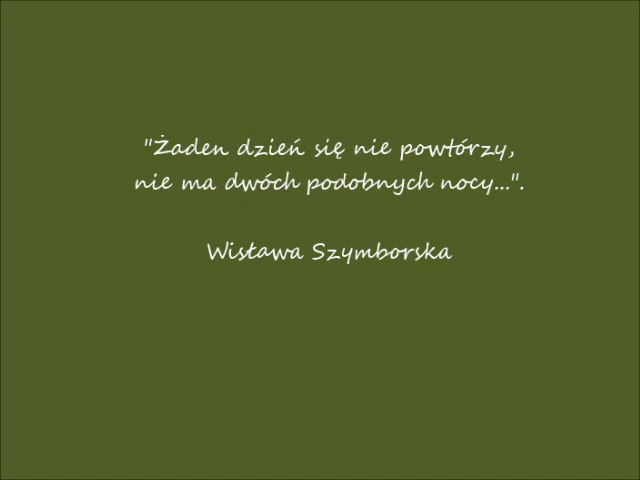 "Żaden dzień się nie powtórzy,
nie ma dwóch podobnych nocy...".
Wisława Szymborska